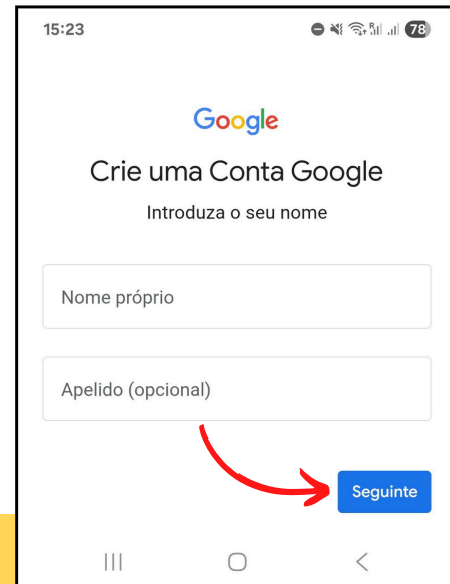 15:23
78
Google
Crie uma Conta Google
Introduza o seu nome
Nome próprio
Apelido (opcional)
Seguinte